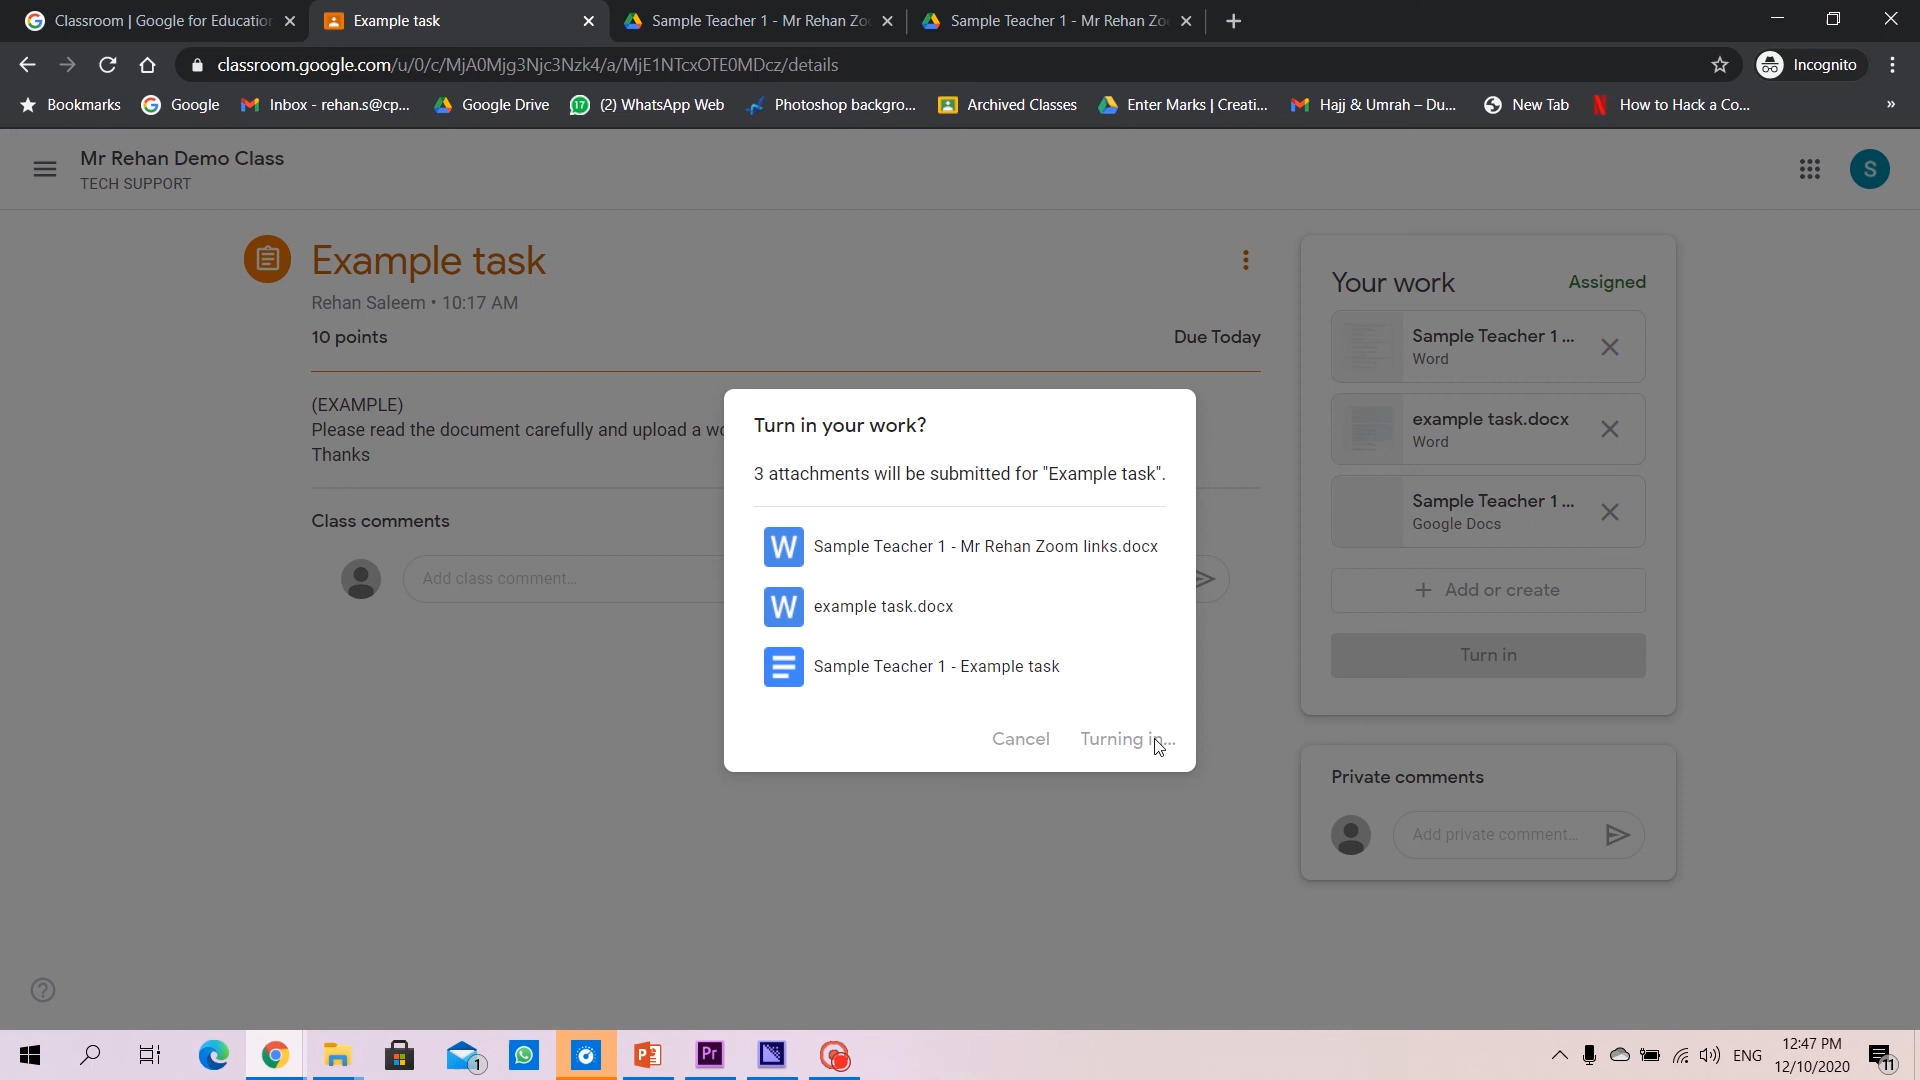 Classroom | Google for Education
Example task
Sample Teacher 1 - Mr Rehan Zo
Sample Teacher 1 - Mr Rehan Zo
classroom.google.com/u/0/c/MjA0Mjg3Njc3Nzk4/a/MjE1NTcxOTE0MDcz/details
Incognito
Bookmarks
Google
Inbox - rehan.s@cp...
Google Drive
17
(2) WhatsApp Web
Photoshop backgro...
Archived Classes
Enter Marks | Creati...
Hajj & Umrah – Du...
New Tab
How to Hack a Co...
»
Mr Rehan Demo Class
TECH SUPPORT
S
Example task
Rehan Saleem • 10:17 AM
10 points
Due Today
(EXAMPLE)
Please read the document carefully and upload a wo
Thanks
Class comments
Add class comment...
Turn in your work?
3 attachments will be submitted for "Example task".
W
Sample Teacher 1 - Mr Rehan Zoom links.docx
W
example task.docx
Sample Teacher 1 - Example task
Cancel
Turning in...
Your work
Assigned
Sample Teacher 1 ...
Word
example task.docx
Word
Sample Teacher 1 ...
Google Docs
+ Add or create
Turn in
Private comments
Add private comment...
?
1
Pr
ENG
12:47 PM
12/10/2020
11